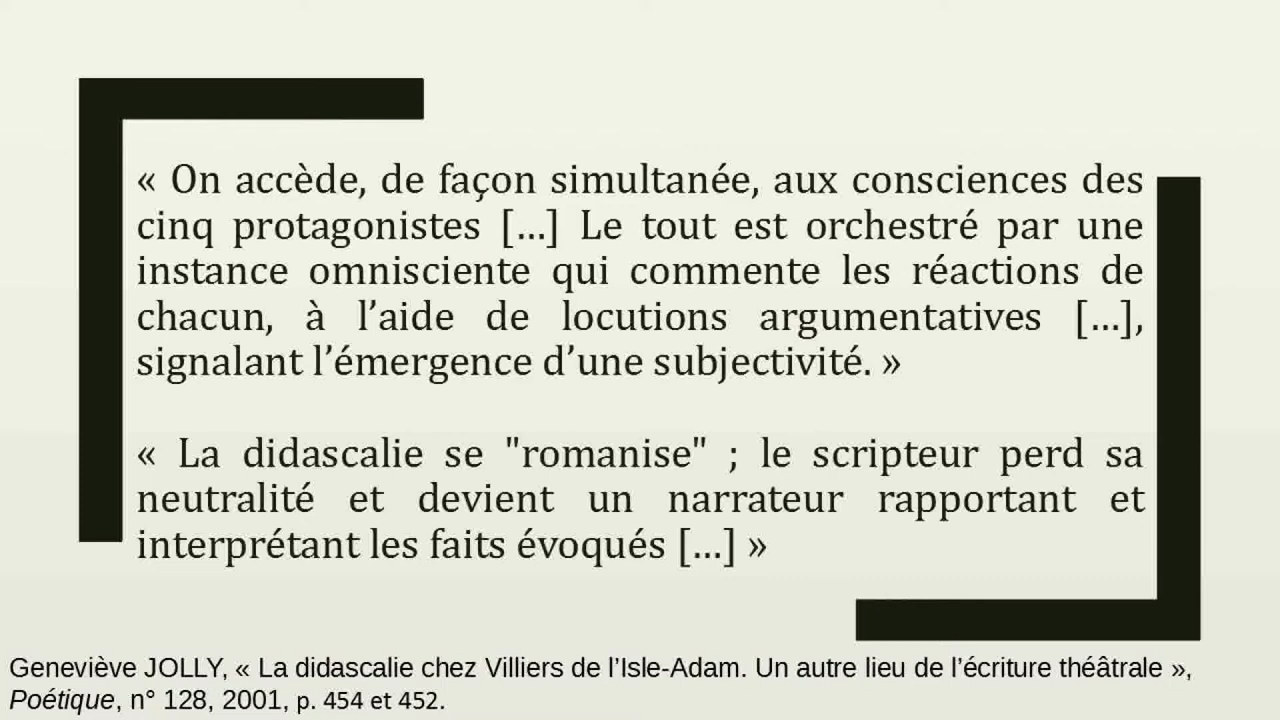 « On accède, de façon simultanée, aux consciences des
cinq protagonistes [...] Le tout est orchestré par une
instance omnisciente qui commente les réactions de
chacun, à l’aide de locutions argumentatives [...],
signalant l’émergence d’une subjectivité. »
« La didascalie se "romanise" ; le scripteur perd sa
neutralité et devient un narrateur rapportant et
interprétant les faits évoqués [...] »
Geneviève JOLLY, « La didascalie chez Villiers de l’Isle-Adam. Un autre lieu de l’écriture théâtrale »,
Poétique, n° 128, 2001, p. 454 et 452.